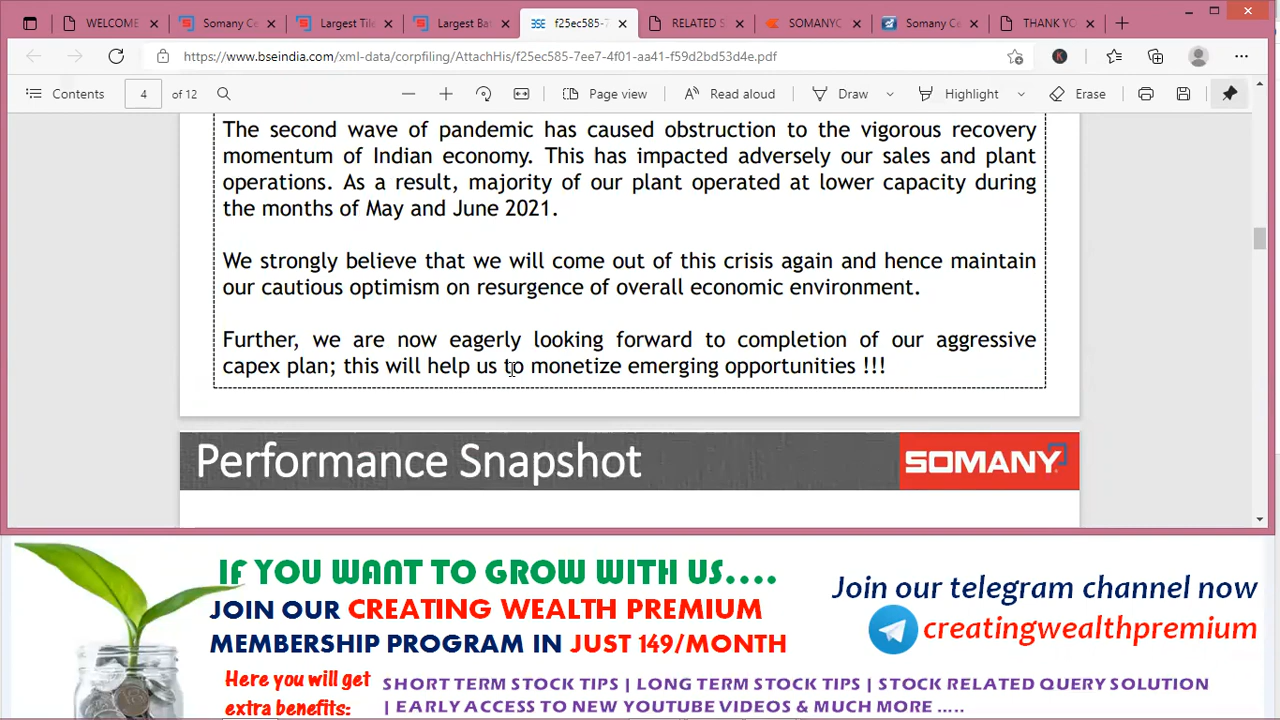 WELCOME
Somany Ce
Largest Tile
Largest Ba
f25ec585-7
RELATED S
SOMANYC
Somany Ce
THANK YO
https://www.bseindia.com/xml-data/corpfiling/AttachHis/f25ec585-7ee7-4f01-aa41-f59d2bd53d4e.pdf
Contents 4 of 12 Page view Read aloud Draw Highlight Erase
The second wave of pandemic has caused obstruction to the vigorous recovery
momentum of Indian economy. This has impacted adversely our sales and plant
operations. As a result, majority of our plant operated at lower capacity during
the months of May and June 2021.
We strongly believe that we will come out of this crisis again and hence maintain
our cautious optimism on resurgence of overall economic environment.
Further, we are now eagerly looking forward to completion of our aggressive
capex plan; this will help us to monetize emerging opportunities !!!
Performance Snapshot
SOMANY
IF YOU WANT TO GROW WITH US....
JOIN OUR CREATING WEALTH PREMIUM
MEMBERSHIP PROGRAM IN JUST 149/MONTH
Join our telegram channel now
creatingwealthpremium
Here you will get
extra benefits:
SHORT TERM STOCK TIPS | LONG TERM STOCK TIPS | STOCK RELATED QUERY SOLUTION
| EARLY ACCESS TO NEW YOUTUBE VIDEOS & MUCH MORE .....